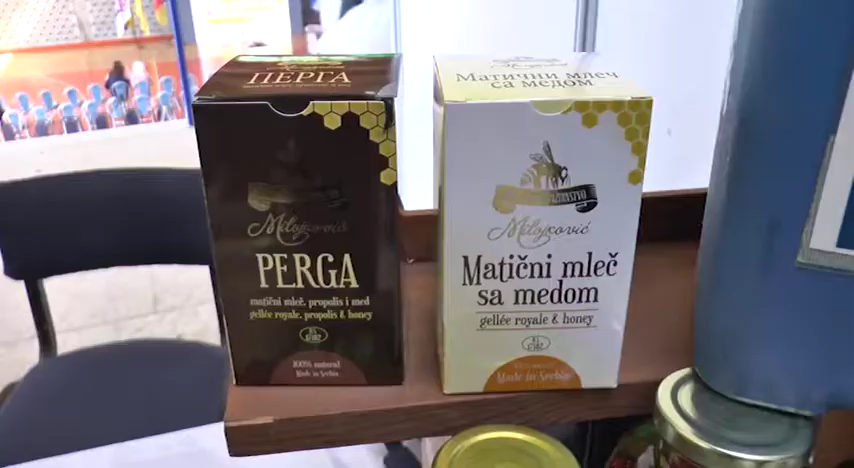 ПЕРГА
Milojković
PERGA
matični mleč, propolis i med
gellée royale, propolis & honey
100% natural
Made in Serbia
Матични млеч
са медом
Milojković
Matični mleč
sa medom
gellée royale & honey
Made in Serbia